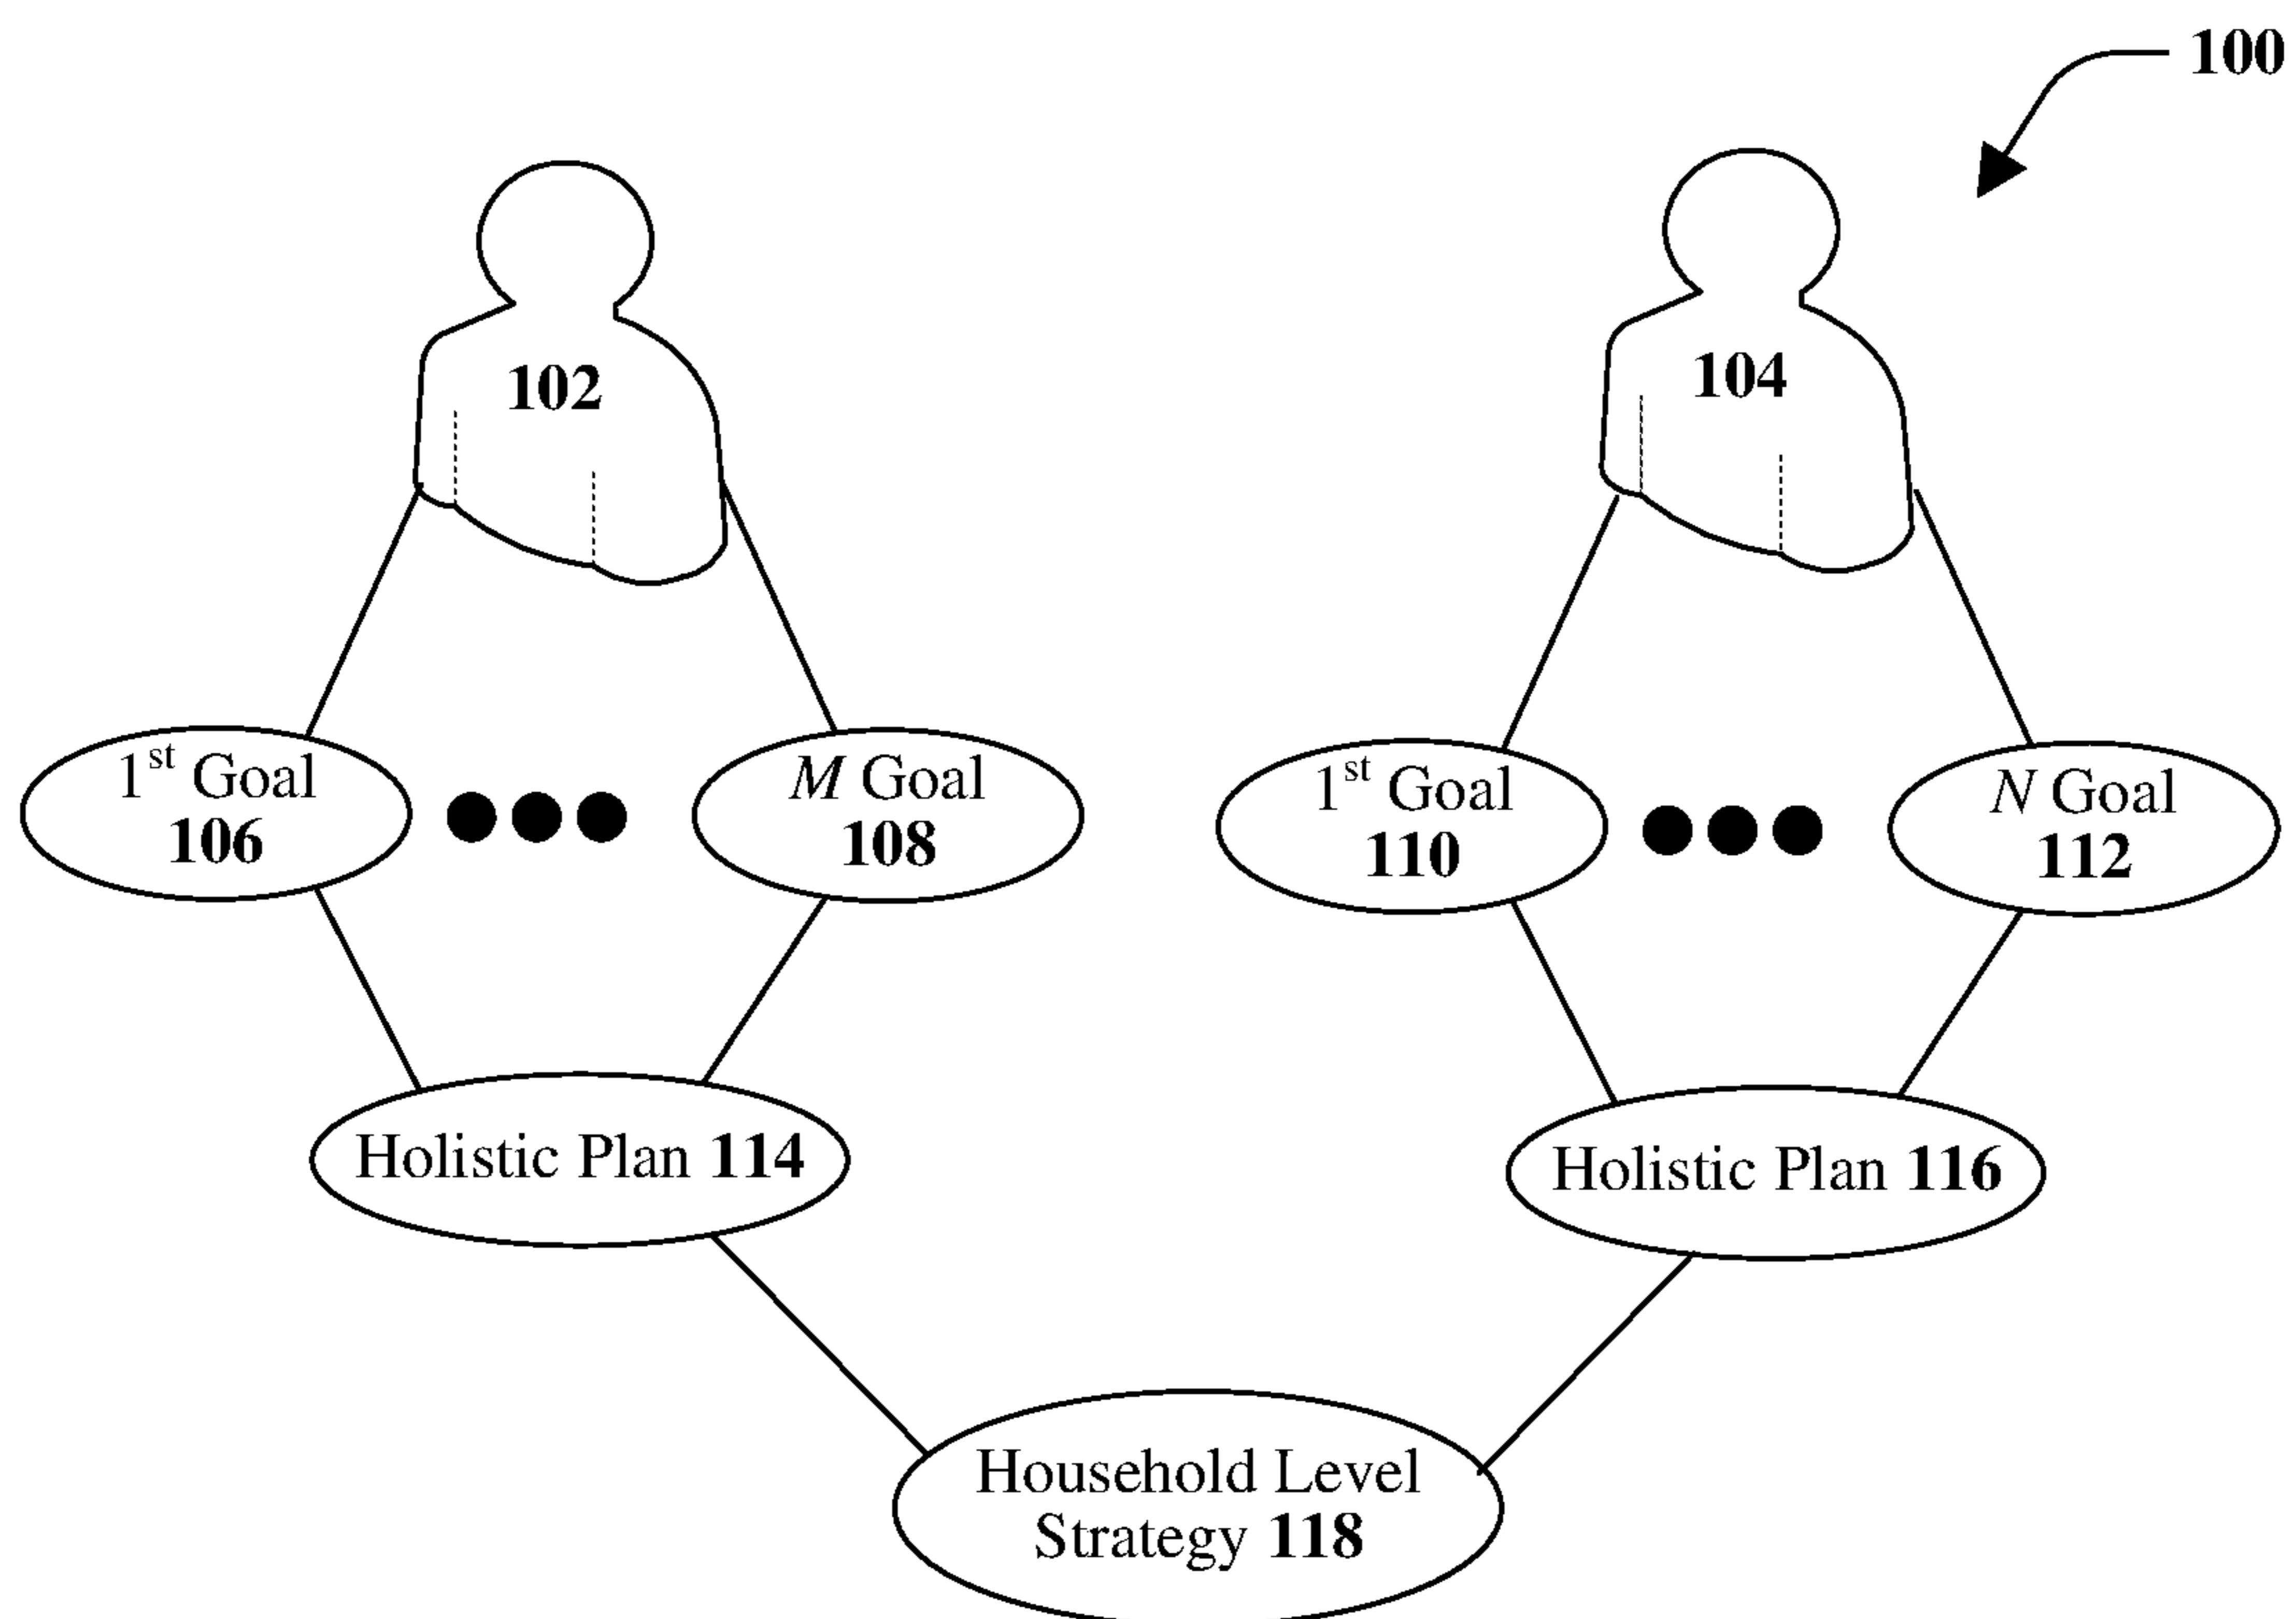 100
102
104
1st Goal
106
M Goal
108
1st Goal
110
N Goal
112
Holistic Plan 114
Holistic Plan 116
Household Level
Strategy 118